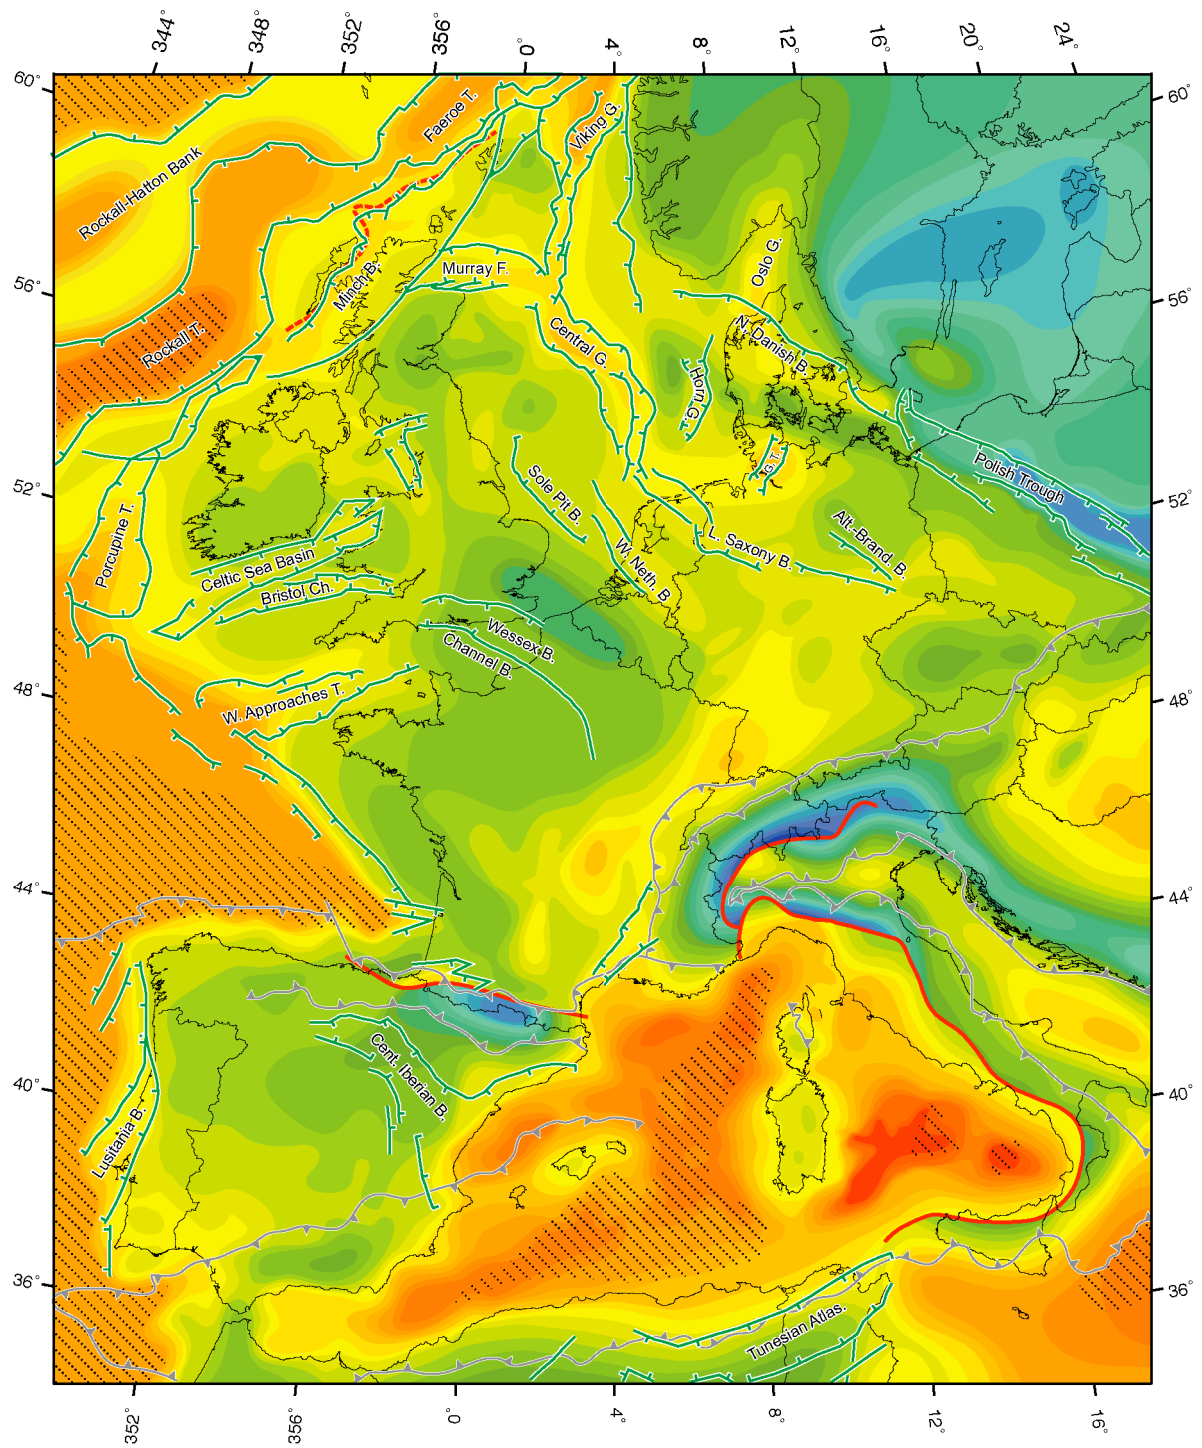 344°
348°
352°
356°
0°
4°
8°
12°
16°
20°
24°
60°
60°
Faeroe T.
Viking G.
Rockall-Hatton Bank
Oslo G.
Minch B.
Murray F.
56°
56°
Rockall T.
Central G.
N. Danish B.
Horn G.
G. T.
Polish Trough
52°
52°
Sole Pit B.
Porcupine T.
Alt.-Brand. B.
L. Saxony B.
W. Neth. B.
Celtic Sea Basin
Bristol Ch.
Wessex B.
Channel B.
48°
48°
W. Approaches T.
44°
44°
40°
40°
Cent. Iberian B.
Lusitania B.
36°
36°
Tunesian Atlas.
352°
356°
0°
4°
8°
12°
16°